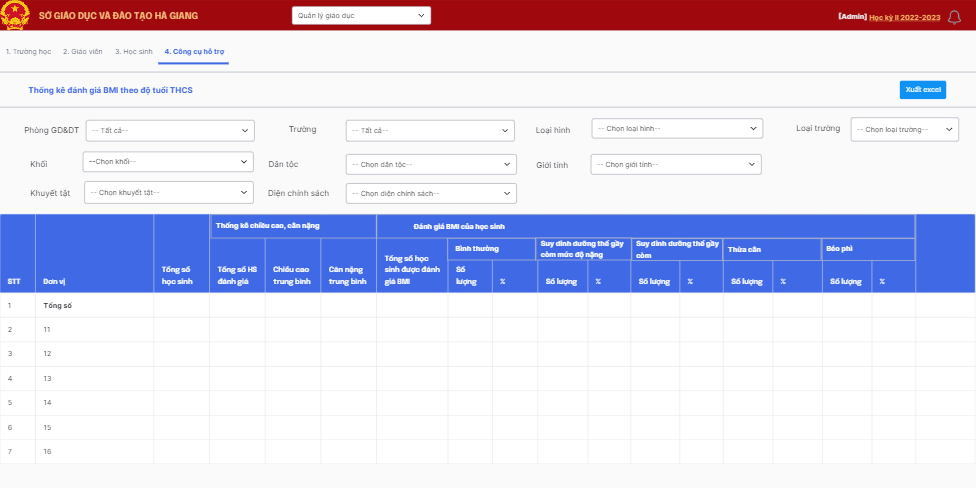 SỞ GIÁO DỤC VÀ ĐÀO TẠO HÀ GIANG
Quản lý giáo dục
[Admin] Học kỳ II 2022-2023
1. Trường học 2. Giáo viên 3. Học sinh 4. Công cụ hỗ trợ
Thống kê đánh giá BMI theo độ tuổi THCS
Xuất excel
Phòng GD&ĐT -- Tất cả-- Trường -- Tất cả-- Loại hình -- Chọn loại hình-- Loại trường -- Chọn loại trường--
Khối --Chọn khối-- Dân tộc -- Chọn dân tộc-- Giới tính -- Chọn giới tính--
Khuyết tật -- Chọn khuyết tật-- Diện chính sách -- Chọn diện chính sách--
Thống kê chiều cao, cân nặng Đánh giá BMI của học sinh
Bình thường
Suy dinh dưỡng thể gầy
còm mức độ nặng
Suy dinh dưỡng thể gầy
còm
Thừa cân
Béo phì
STT
Đơn vị
Tổng số
học sinh
Tổng số HS
đánh giá
Chiều cao
trung bình
Cân nặng
trung bình
Tổng số học
sinh được đánh
giá BMI
Số
lượng
%
Số lượng
%
Số lượng
%
Số lượng
%
Số lượng
%
1 Tổng số
2 11
3 12
4 13
5 14
6 15
7 16